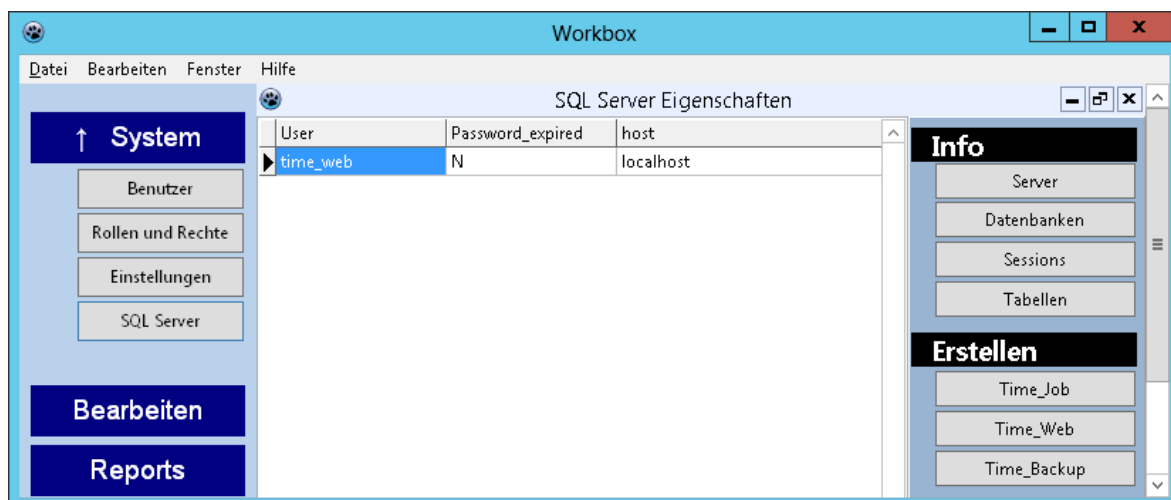 Workbox
Datei Bearbeiten Fenster Hilfe
SQL Server Eigenschaften
↑ System
Benutzer
Rollen und Rechte
Einstellungen
SQL Server
Bearbeiten
Reports
User Password_expired host
time_web N localhost
Info
Server
Datenbanken
Sessions
Tabellen
Erstellen
Time_Job
Time_Web
Time_Backup